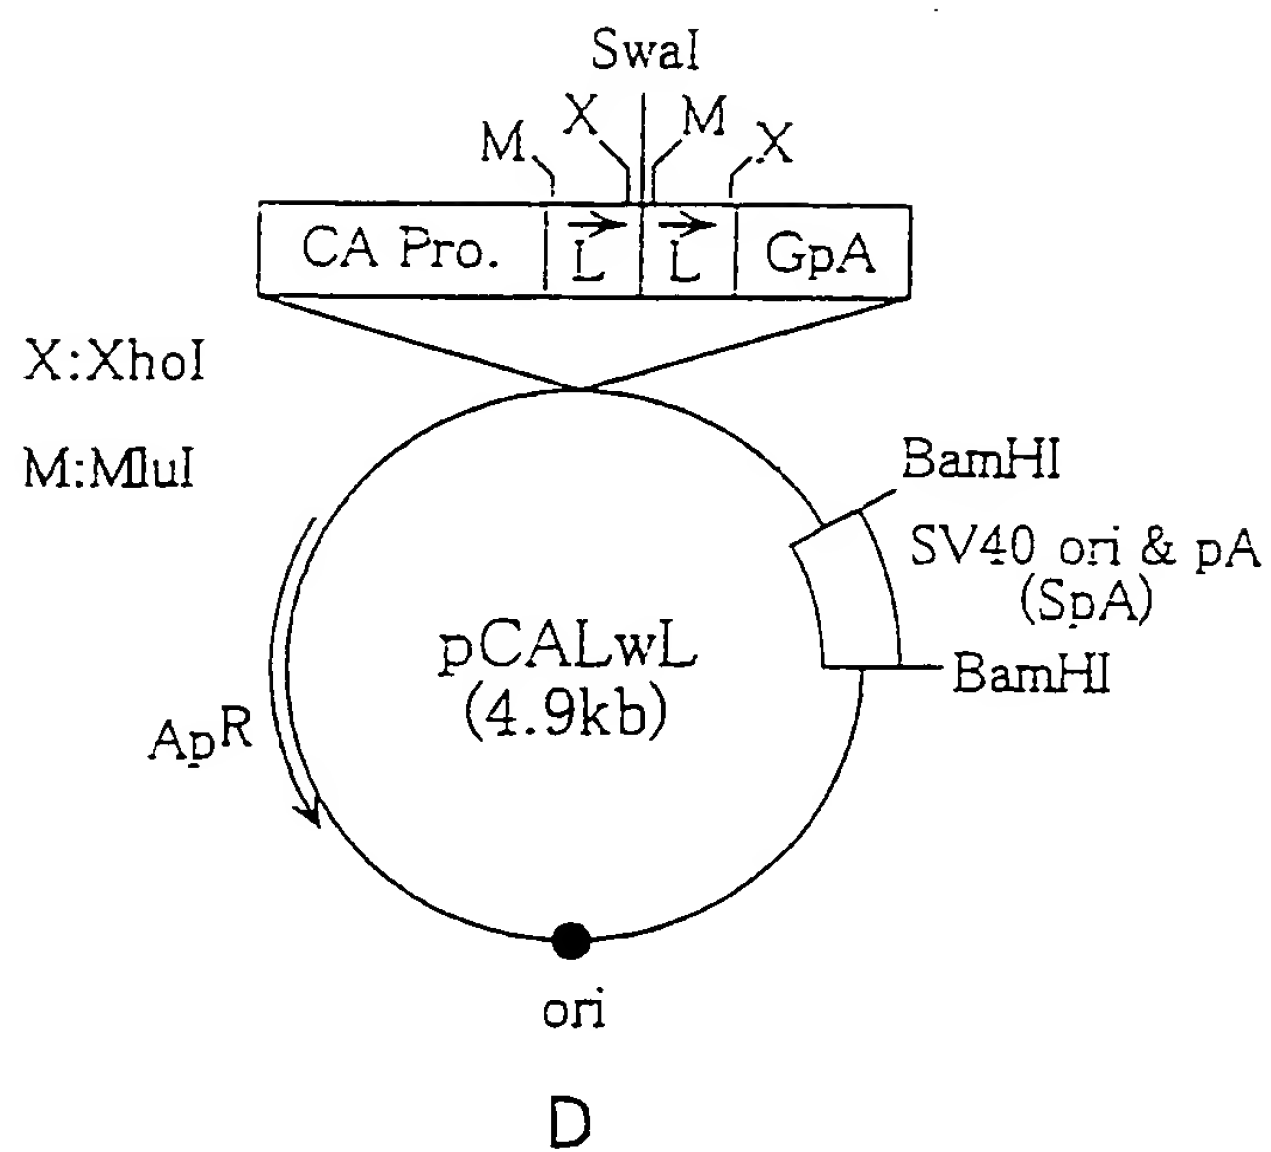 SwaI
X M
M X
CA Pro. L L GpA
X:XhoI
M:MluI
BamHI
SV40 ori & pA
(SpA)
BamHI
pCALwL
(4.9kb)
ApR
ori
D